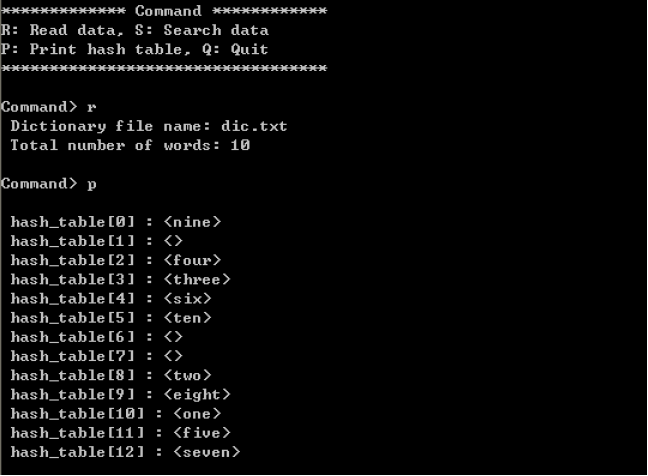 ************* Command ************
R: Read data, S: Search data
P: Print hash table, Q: Quit
**********************************
Command> r
Dictionary file name: dic.txt
Total number of words: 10
Command> p
hash_table[0] : <nine>
hash_table[1] : <>
hash_table[2] : <four>
hash_table[3] : <three>
hash_table[4] : <six>
hash_table[5] : <ten>
hash_table[6] : <>
hash_table[7] : <>
hash_table[8] : <two>
hash_table[9] : <eight>
hash_table[10] : <one>
hash_table[11] : <five>
hash_table[12] : <seven>